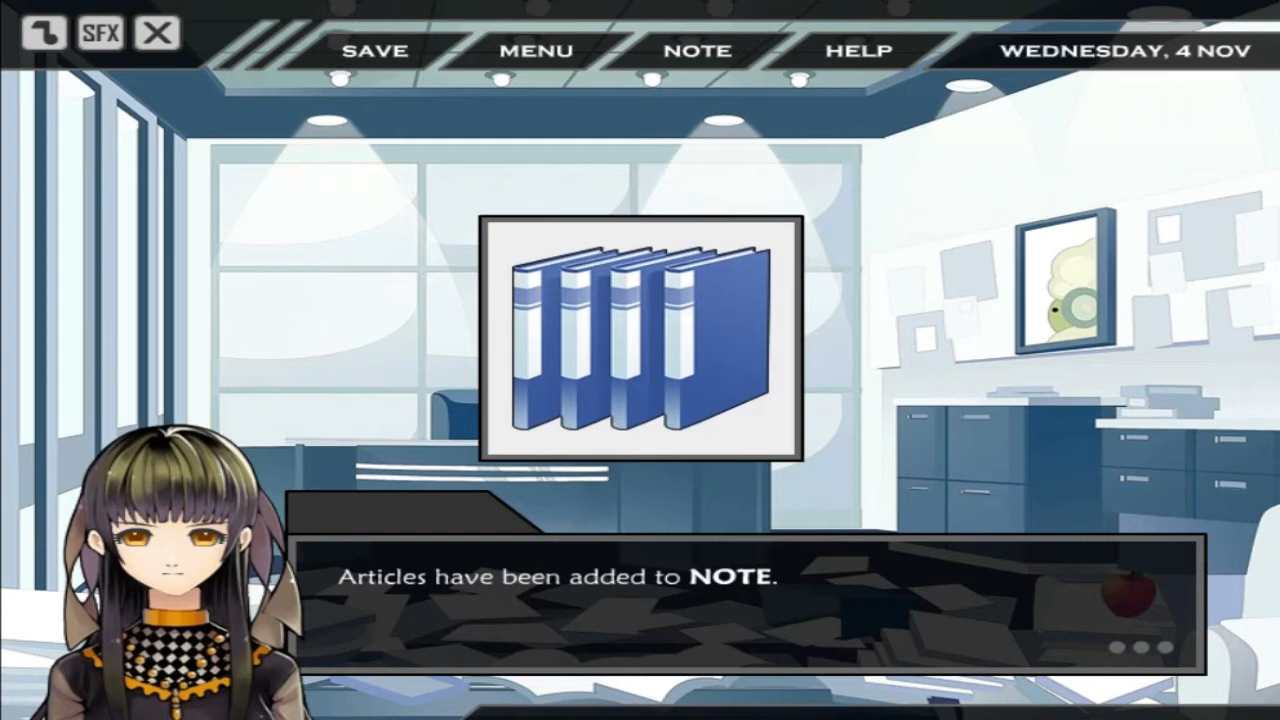 SFX
SAVE
MENU
NOTE
HELP
WEDNESDAY, 4 NOV
Articles have been added to NOTE.